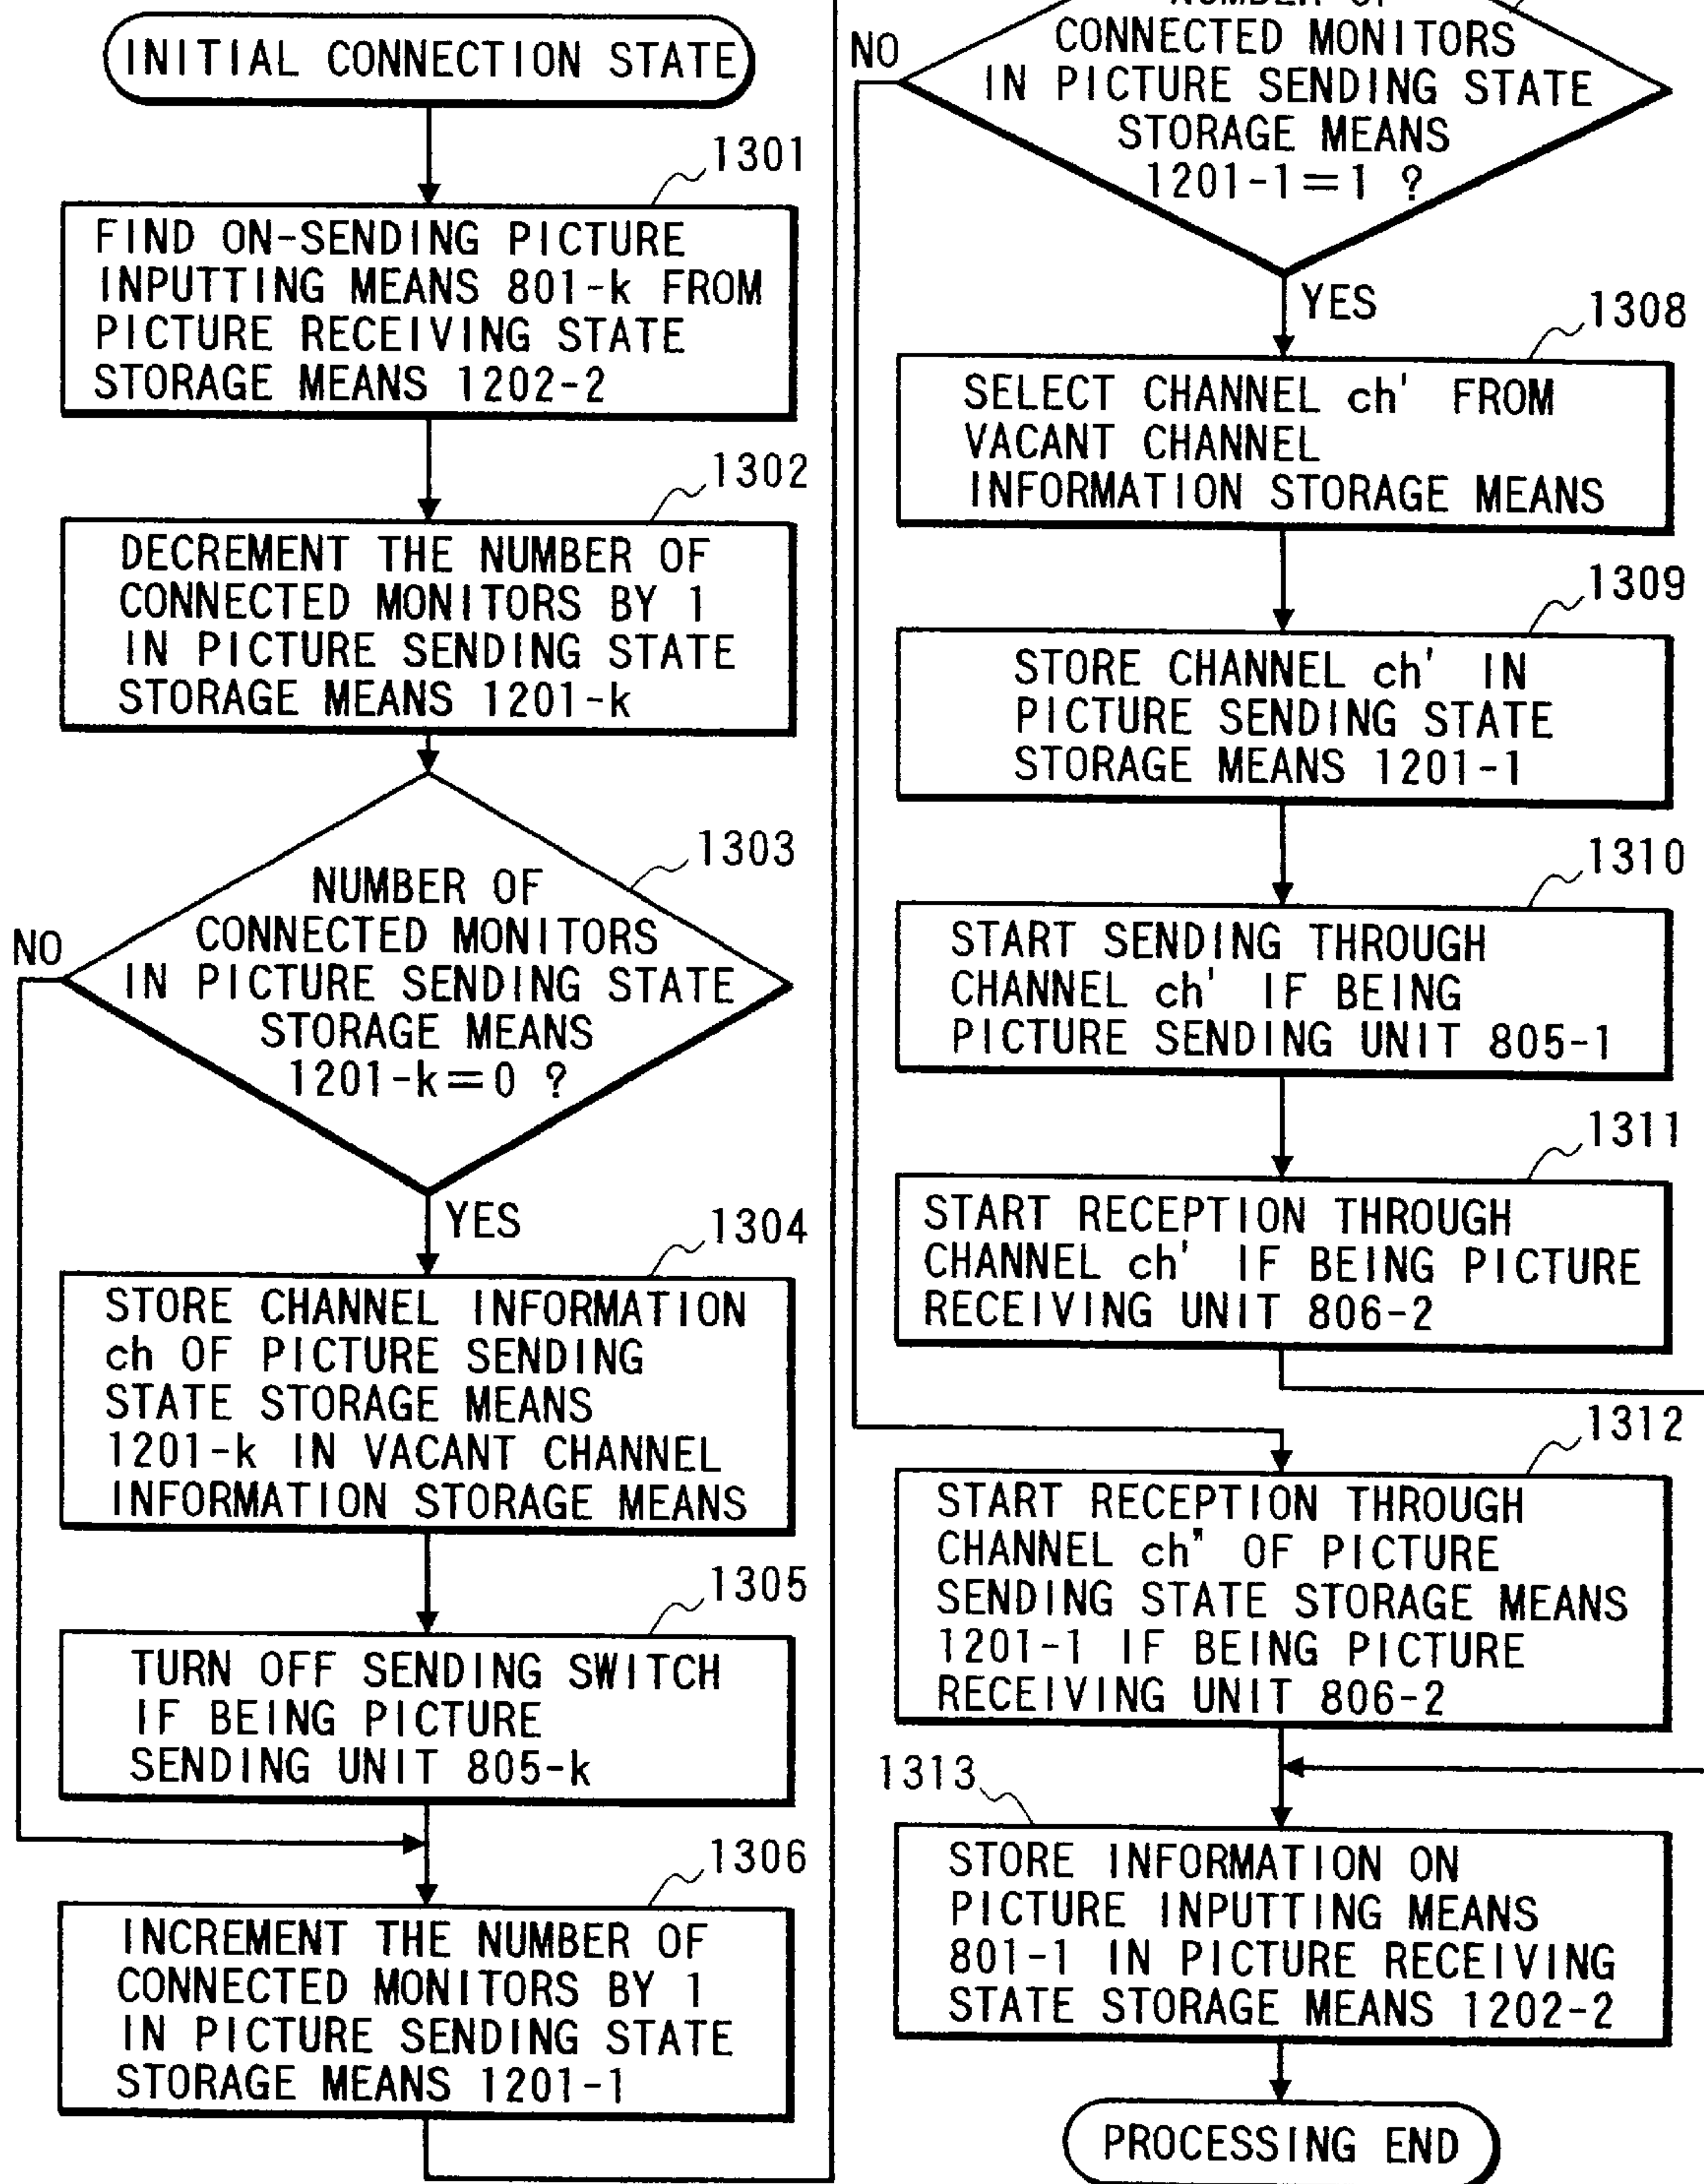 INITIAL CONNECTION STATE
1301
FIND ON-SENDING PICTURE
INPUTTING MEANS 801-k FROM
PICTURE RECEIVING STATE
STORAGE MEANS 1202-2
1302
DECREMENT THE NUMBER OF
CONNECTED MONITORS BY 1
IN PICTURE SENDING STATE
STORAGE MEANS 1201-k
1303
NUMBER OF
CONNECTED MONITORS
IN PICTURE SENDING STATE
STORAGE MEANS
1201-k=0 ?
NO
YES
1304
STORE CHANNEL INFORMATION
ch OF PICTURE SENDING
STATE STORAGE MEANS
1201-k IN VACANT CHANNEL
INFORMATION STORAGE MEANS
1305
TURN OFF SENDING SWITCH
IF BEING PICTURE
SENDING UNIT 805-k
1306
INCREMENT THE NUMBER OF
CONNECTED MONITORS BY 1
IN PICTURE SENDING STATE
STORAGE MEANS 1201-1
NUMBER OF
CONNECTED MONITORS
IN PICTURE SENDING STATE
STORAGE MEANS
1201-1=1 ?
NO
YES
1308
SELECT CHANNEL ch' FROM
VACANT CHANNEL
INFORMATION STORAGE MEANS
1309
STORE CHANNEL ch' IN
PICTURE SENDING STATE
STORAGE MEANS 1201-1
1310
START SENDING THROUGH
CHANNEL ch' IF BEING
PICTURE SENDING UNIT 805-1
1311
START RECEPTION THROUGH
CHANNEL ch' IF BEING PICTURE
RECEIVING UNIT 806-2
1312
START RECEPTION THROUGH
CHANNEL ch" OF PICTURE
SENDING STATE STORAGE MEANS
1201-1 IF BEING PICTURE
RECEIVING UNIT 806-2
1313
STORE INFORMATION ON
PICTURE INPUTTING MEANS
801-1 IN PICTURE RECEIVING
STATE STORAGE MEANS 1202-2
PROCESSING END